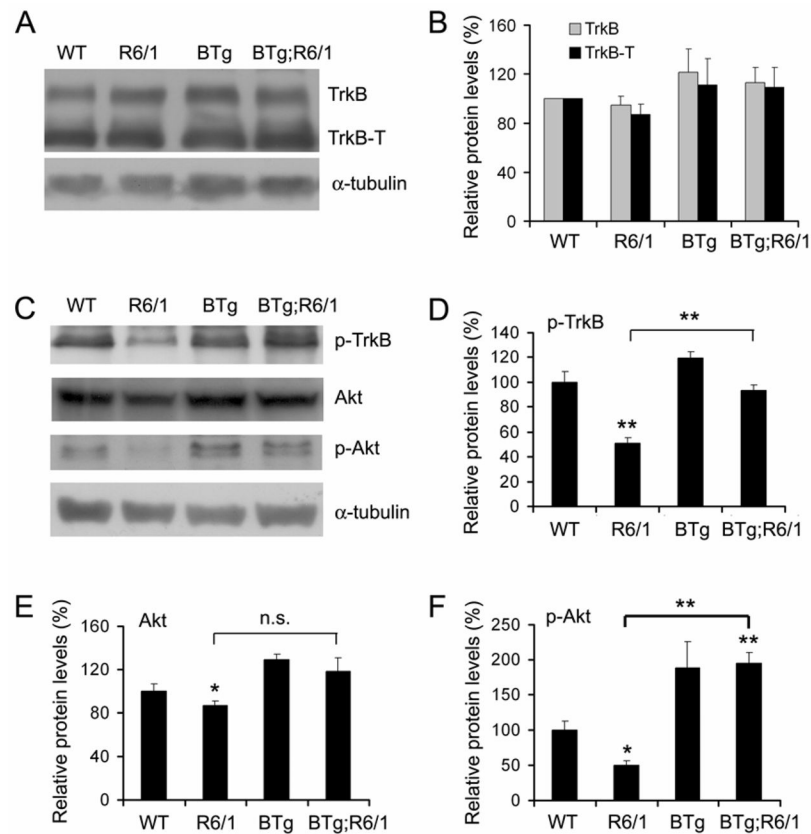 A
WT R6/1 BTg BTg;R6/1
TrkB
TrkB-T
α-tubulin
B
Relative protein levels (%)
160
120
80
40
0
TrkB
TrkB-T
WT R6/1 BTg BTg;R6/1
C
WT R6/1 BTg BTg;R6/1
p-TrkB
Akt
p-Akt
α-tubulin
D
p-TrkB
Relative protein levels (%)
140
120
100
80
60
40
20
0
**
**
WT R6/1 BTg BTg;R6/1
E
Akt
Relative protein levels (%)
160
120
80
40
0
n.s.
*
WT R6/1 BTg BTg;R6/1
F
p-Akt
Relative protein levels (%)
250
200
150
100
50
0
**
**
*
WT R6/1 BTg BTg;R6/1